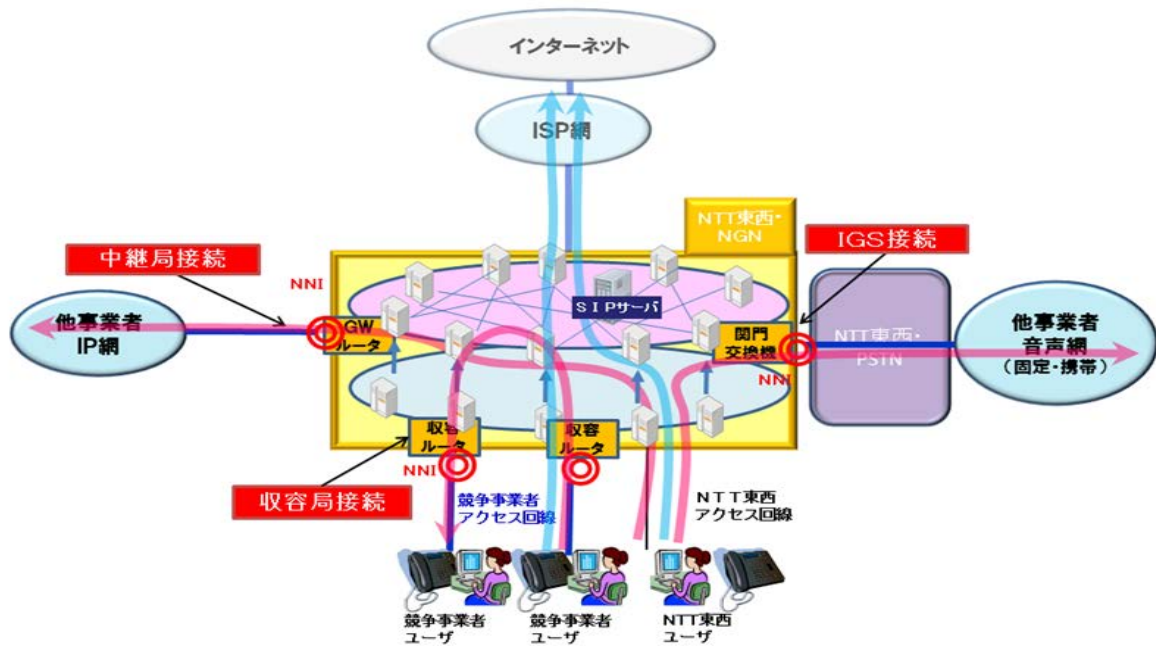 インターネット
ISP網
NTT東西・
NGN
IGS接続
中継局接続
NNI
SIPサーバ
他事業者
IP網
GW
ルータ
関門
交換機
NNI
NTT東西・
PSTN
他事業者
音声網
(固定・携帯)
収容
ルータ
収容
ルータ
NNI
収容局接続
競争事業者
アクセス回線
NTT東西
アクセス回線
競争事業者
ユーザ
競争事業者
ユーザ
NTT東西
ユーザ